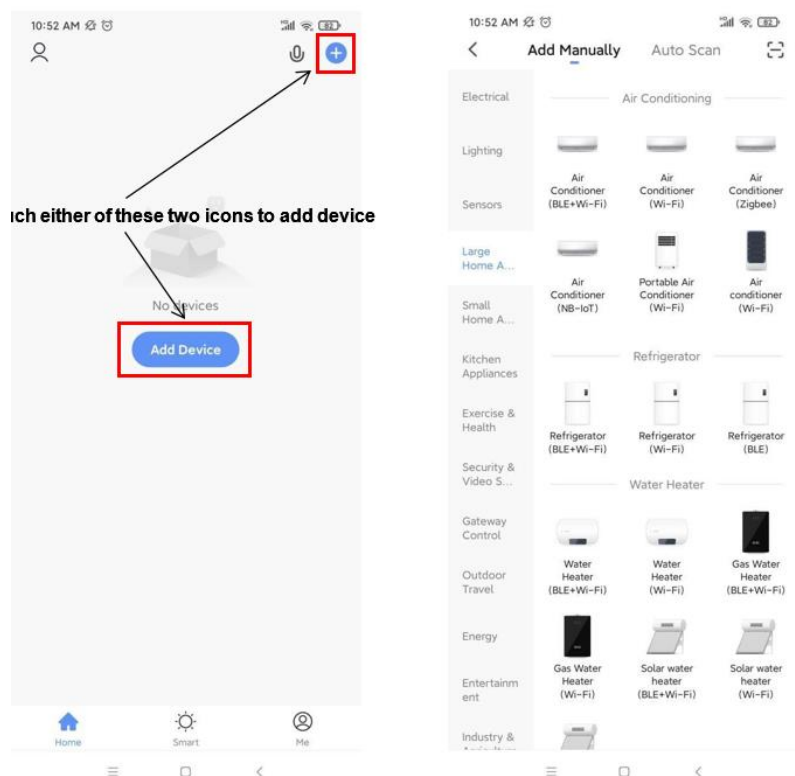 10:52 AM
82
ch either of these two icons to add device
No devices
Add Device
Home
Smart
Me
10:52 AM
82
Add Manually
Auto Scan
Electrical
Lighting
Sensors
Large
Home A...
Small
Home A...
Kitchen
Appliances
Exercise &
Health
Security &
Video S...
Gateway
Control
Outdoor
Travel
Energy
Entertainm
ent
Industry &
Air Conditioning
Air
Conditioner
(BLE+Wi-Fi)
Air
Conditioner
(Wi-Fi)
Air
Conditioner
(Zigbee)
Air
Conditioner
(NB-IoT)
Portable Air
Conditioner
(Wi-Fi)
Air
conditioner
(Wi-Fi)
Refrigerator
Refrigerator
(BLE+Wi-Fi)
Refrigerator
(Wi-Fi)
Refrigerator
(BLE)
Water Heater
Water
Heater
(BLE+Wi-Fi)
Water
Heater
(Wi-Fi)
Gas Water
Heater
(BLE+Wi-Fi)
Gas Water
Heater
(Wi-Fi)
Solar water
heater
(BLE+Wi-Fi)
Solar water
heater
(Wi-Fi)